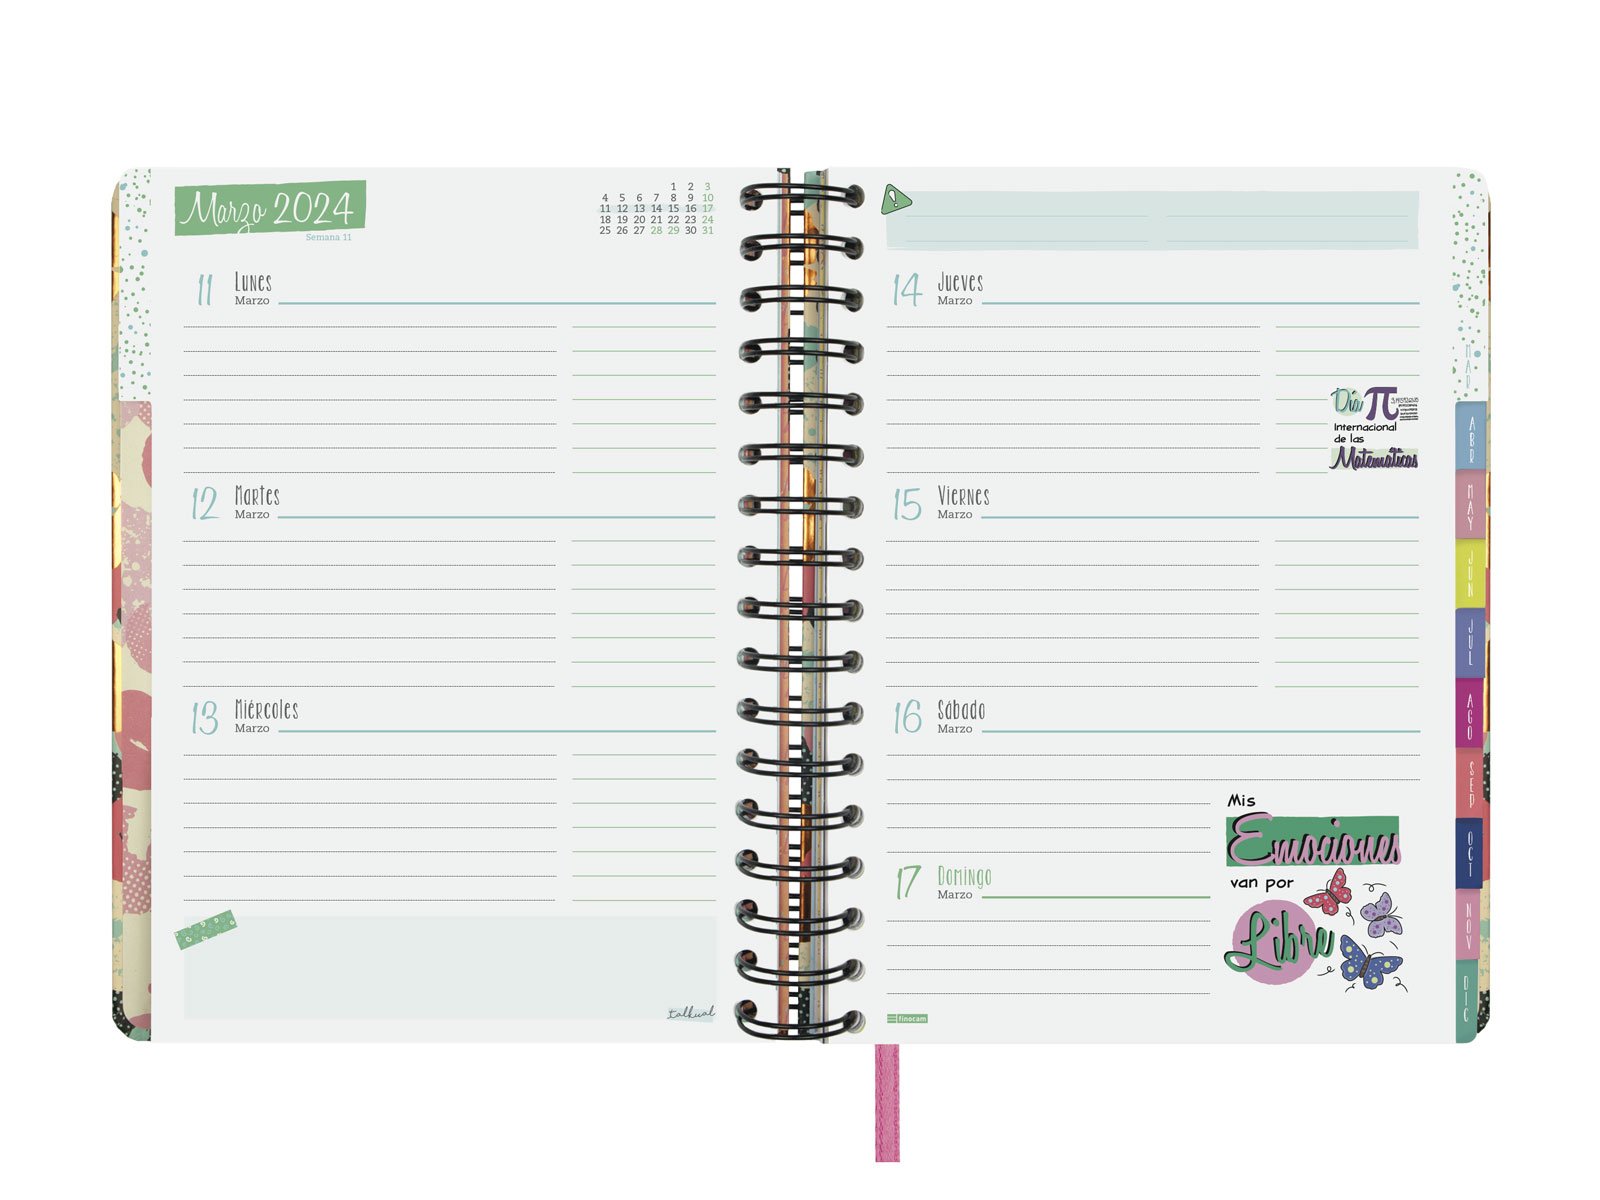 Marzo 2024
Semana 11
1 2 3
4 5 6 7 8 9 10
11 12 13 14 15 16 17
18 19 20 21 22 23 24
25 26 27 28 29 30 31
11 Lunes
Marzo
12 Martes
Marzo
13 Miércoles
Marzo
talkual
14 Jueves
Marzo
Día π
Internacional
de las
Matemáticas
15 Viernes
Marzo
16 Sábado
Marzo
Mis
Emociones
van por
Libre
17 Domingo
Marzo
finocam
MAR
ABR
MAY
JUN
JUL
AGO
SEP
OCT
NOV
DIC